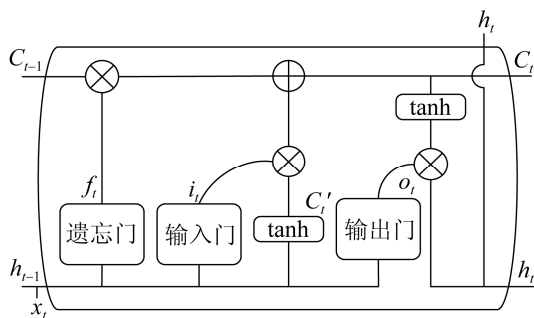 h_t
C_{t-1}
C_t
tanh
f_t
i_t
C_t'
o_t
遗忘门
输入门
tanh
输出门
h_{t-1}
h_t
x_t